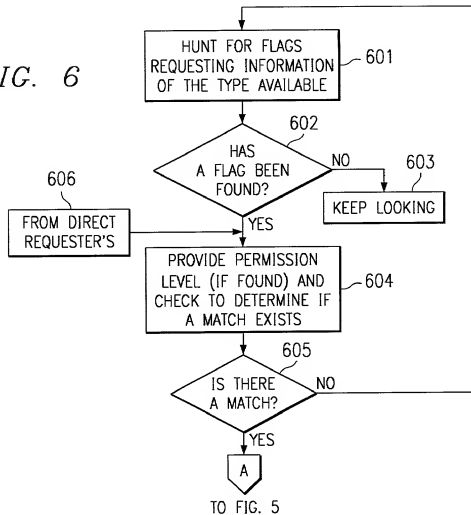 IG. 6
HUNT FOR FLAGS
REQUESTING INFORMATION
OF THE TYPE AVAILABLE
601
602
HAS
A FLAG BEEN
FOUND?
NO
603
KEEP LOOKING
YES
606
FROM DIRECT
REQUESTER'S
PROVIDE PERMISSION
LEVEL (IF FOUND) AND
CHECK TO DETERMINE IF
A MATCH EXISTS
604
605
IS THERE
A MATCH?
NO
YES
A
TO FIG. 5